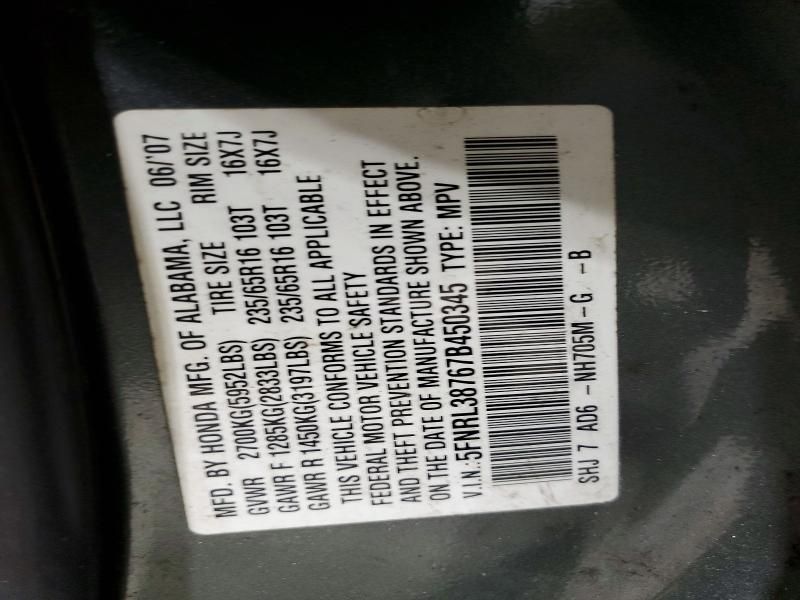 MFD. BY HONDA MFG. OF ALABAMA, LLC 06/'07
GVWR 2700KG(5952LBS) TIRE SIZE RIM SIZE
GAWR F 1285KG(2833LBS) 235/65R16 103T 16X7J
GAWR R 1450KG(3197LBS) 235/65R16 103T 16X7J
THIS VEHICLE CONFORMS TO ALL APPLICABLE
FEDERAL MOTOR VEHICLE SAFETY
AND THEFT PREVENTION STANDARDS IN EFFECT
ON THE DATE OF MANUFACTURE SHOWN ABOVE.
V.I.N.:5FNRL38767B450345 TYPE: MPV
SHJ 7 AD6 -NH705M-G -B